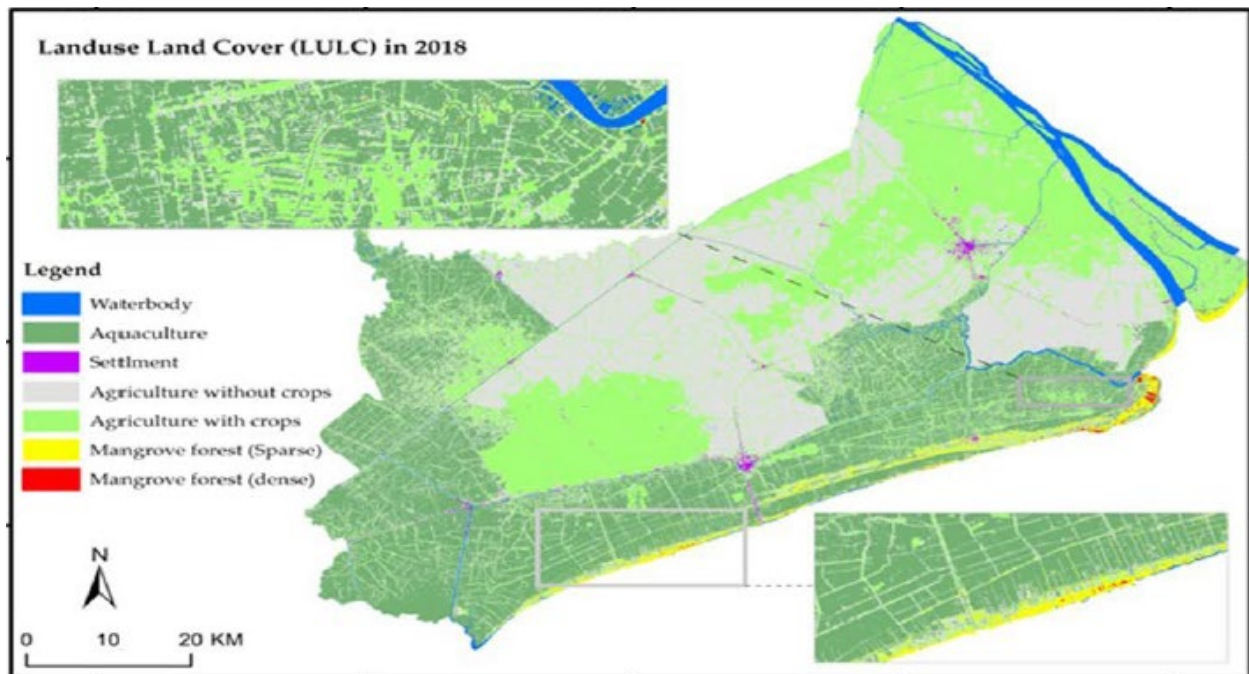 Landuse Land Cover (LULC) in 2018
Legend
Waterbody
Aquaculture
Settlment
Agriculture without crops
Agriculture with crops
Mangrove forest (Sparse)
Mangrove forest (dense)
N
0 10 20 KM